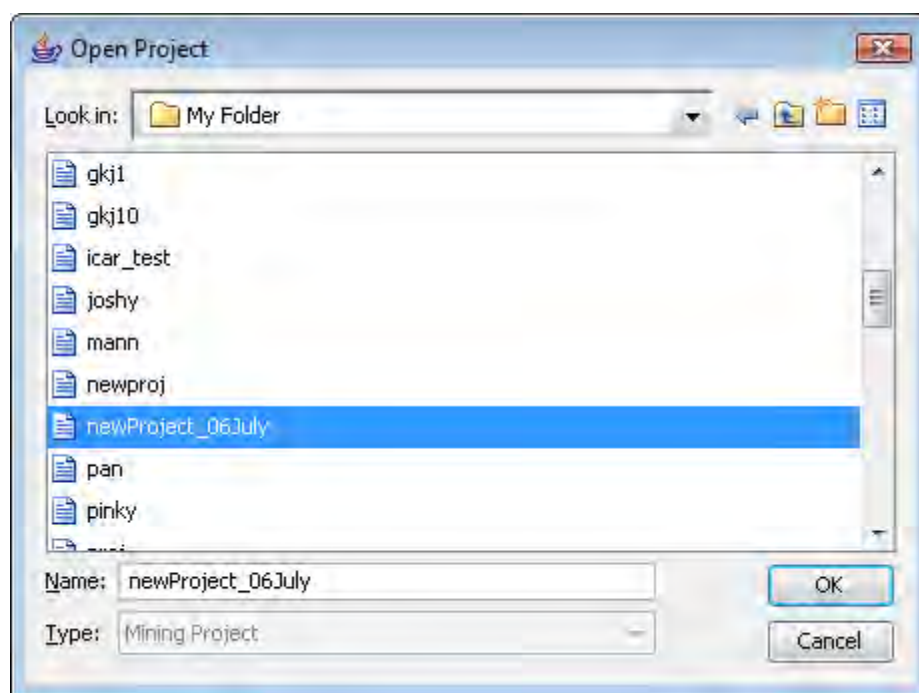 Open Project
Look in: My Folder
gkj1
gkj10
icar_test
joshy
mann
newproj
newProject_06July
pan
pinky
Name: newProject_06July
OK
Type: Mining Project
Cancel